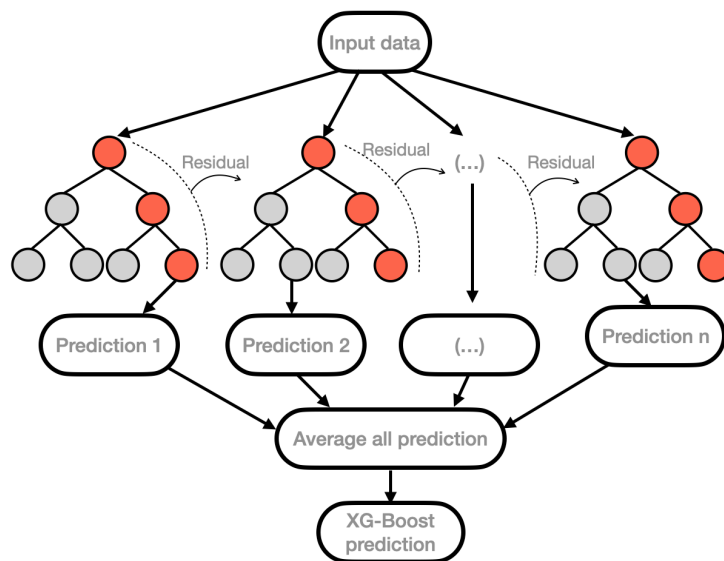 Input data
Residual
Residual
(...)
Residual
Prediction 1
Prediction 2
(...)
Prediction n
Average all prediction
XG-Boost
prediction